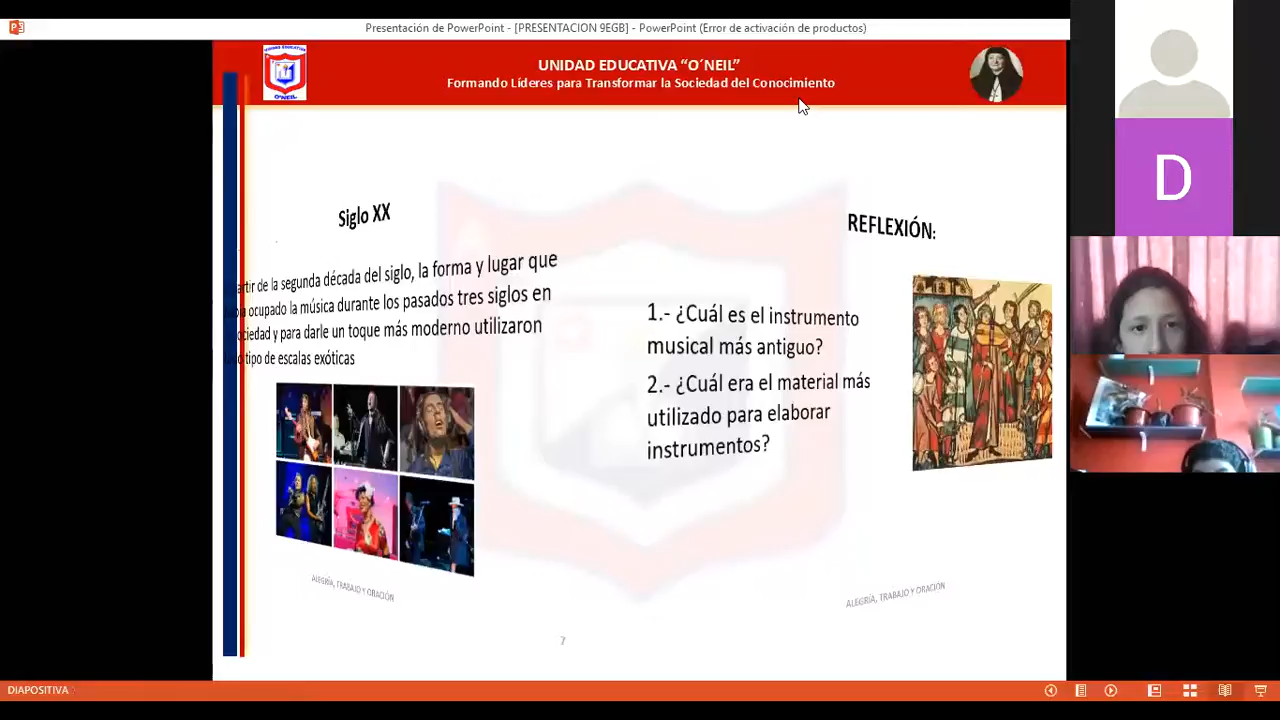 Presentación de PowerPoint - [PRESENTACION 9EGB] - PowerPoint (Error de activación de productos)
UNIDAD EDUCATIVA “O´NEIL”
Formando Líderes para Transformar la Sociedad del Conocimiento
UNIDAD EDUCATIVA
O'NEIL
Siglo XX
de la segunda década del siglo, la forma y lugar que
ocupado la música durante los pasados tres siglos en
y para darle un toque más moderno utilizaron
tipo de escalas exóticas
ALEGRÍA, TRABAJO Y ORACIÓN
7
REFLEXIÓN:
1.- ¿Cuál es el instrumento
musical más antiguo?
2.- ¿Cuál era el material más
utilizado para elaborar
instrumentos?
ALEGRÍA, TRABAJO Y ORACIÓN
D
DIAPOSITIVA